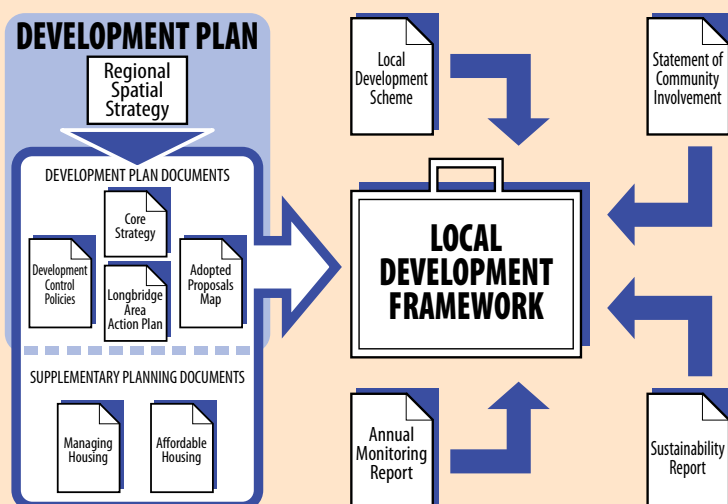 DEVELOPMENT PLAN
Regional
Spatial
Strategy
DEVELOPMENT PLAN DOCUMENTS
Core
Strategy
Development
Control
Policies
Longbridge
Area
Action Plan
Adopted
Proposals
Map
SUPPLEMENTARY PLANNING DOCUMENTS
Managing
Housing
Affordable
Housing
Local
Development
Scheme
Statement of
Community
Involvement
LOCAL
DEVELOPMENT
FRAMEWORK
Annual
Monitoring
Report
Sustainability
Report